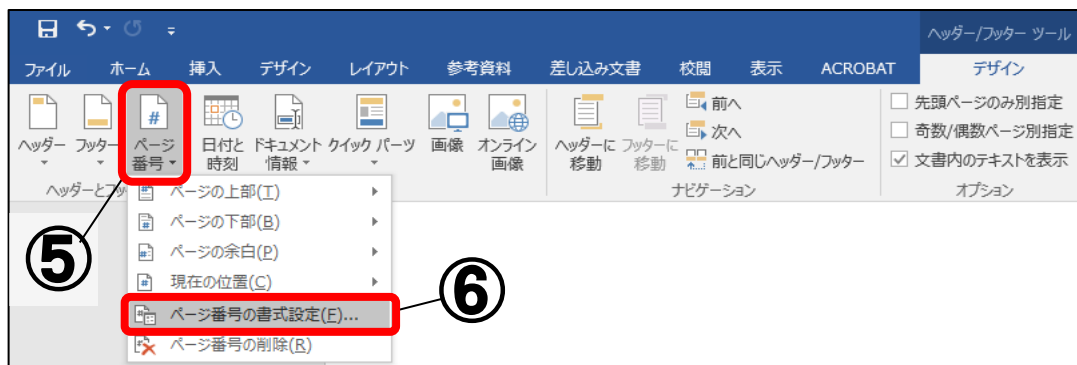 ヘッダー/フッター ツール
ファイル ホーム 挿入 デザイン レイアウト 参考資料 差し込み文書 校閲 表示 ACROBAT デザイン
ヘッダー フッター ページ番号 日付と時刻 ドキュメント情報 クイック パーツ 画像 オンライン画像 ヘッダーに移動 フッターに移動
前へ
次へ
前と同じヘッダー/フッター
先頭ページのみ別指定
奇数/偶数ページ別指定
文書内のテキストを表示
ヘッダーとフッ ナビゲーション オプション
⑤
ページの上部(T)
ページの下部(B)
ページの余白(P)
現在の位置(C)
ページ番号の書式設定(F)...
⑥
ページ番号の削除(R)